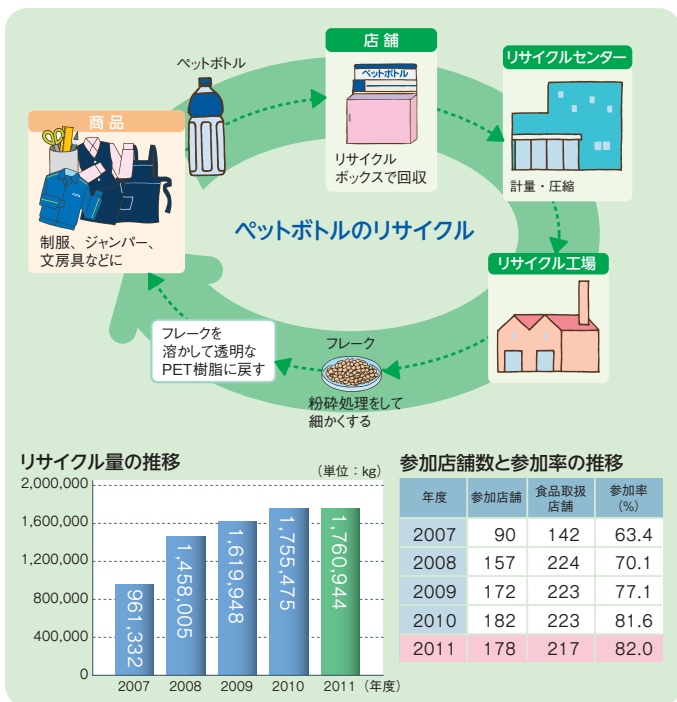 ペットボトル
店舗
ペットボトル
リサイクル
ボックスで回収
リサイクルセンター
計量・圧縮
商品
制服、ジャンパー、
文房具などに
ペットボトルのリサイクル
リサイクル工場
フレークを
溶かして透明な
PET樹脂に戻す
フレーク
粉砕処理をして
細かくする
リサイクル量の推移
(単位:kg)
2,000,000
1,600,000
1,200,000
800,000
400,000
0
961,332
1,458,005
1,619,948
1,755,475
1,760,944
2007 2008 2009 2010 2011 (年度)
参加店舗数と参加率の推移
年度 参加店舗 食品取扱店舗 参加率(%)
2007 90 142 63.4
2008 157 224 70.1
2009 172 223 77.1
2010 182 223 81.6
2011 178 217 82.0